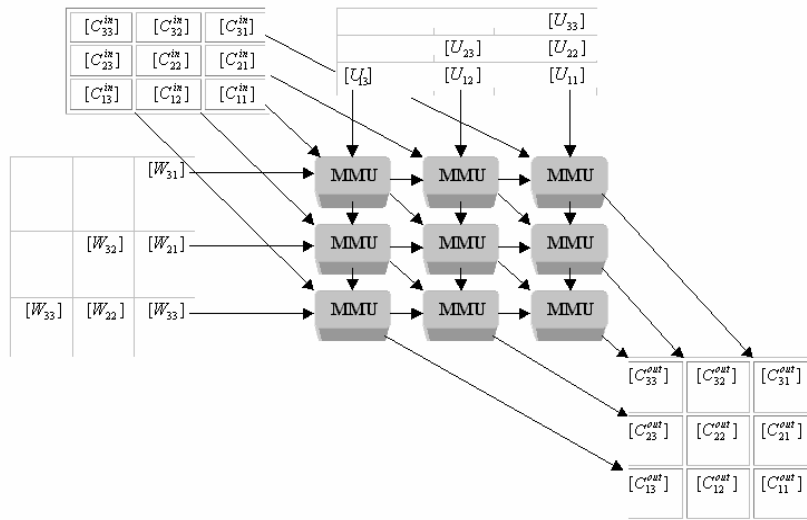 [C₃₃ⁱⁿ] [C₃₂ⁱⁿ] [C₃₁ⁱⁿ]
[C₂₃ⁱⁿ] [C₂₂ⁱⁿ] [C₂₁ⁱⁿ]
[C₁₃ⁱⁿ] [C₁₂ⁱⁿ] [C₁₁ⁱⁿ]
[U₃₃]
[U₂₃] [U₂₂]
[U₁₃] [U₁₂] [U₁₁]
[W₃₁]
[W₃₂] [W₂₁]
[W₃₃] [W₂₂] [W₃₃]
MMU MMU MMU
MMU MMU MMU
MMU MMU MMU
[C₃₃ᵒᵘᵗ] [C₃₂ᵒᵘᵗ] [C₃₁ᵒᵘᵗ]
[C₂₃ᵒᵘᵗ] [C₂₂ᵒᵘᵗ] [C₂₁ᵒᵘᵗ]
[C₁₃ᵒᵘᵗ] [C₁₂ᵒᵘᵗ] [C₁₁ᵒᵘᵗ]